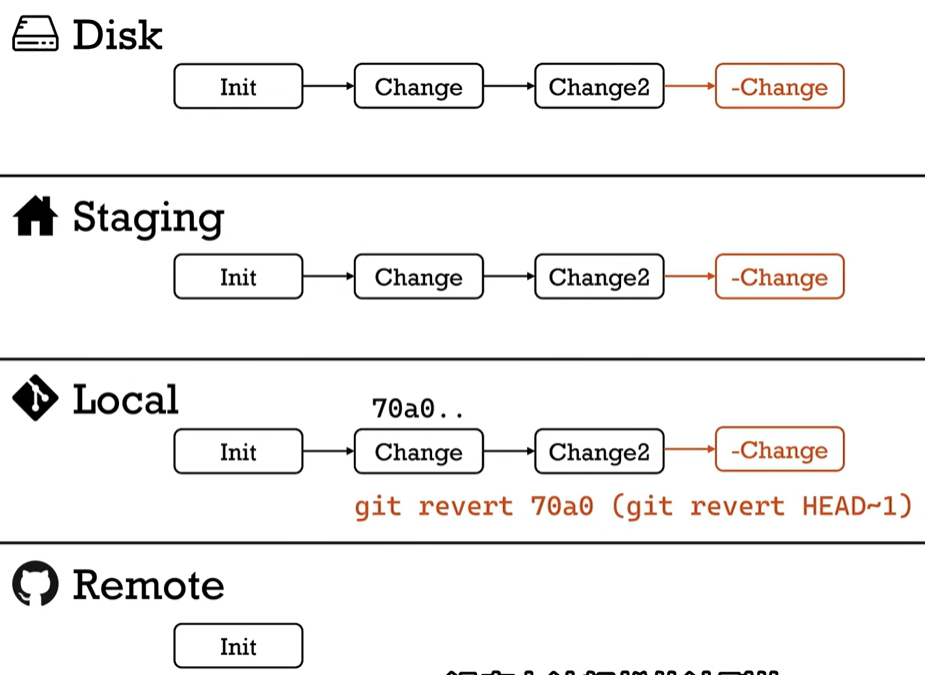 Disk
Init Change Change2 -Change
Staging
Init Change Change2 -Change
Local
70a0..
Init Change Change2 -Change
git revert 70a0 (git revert HEAD~1)
Remote
Init